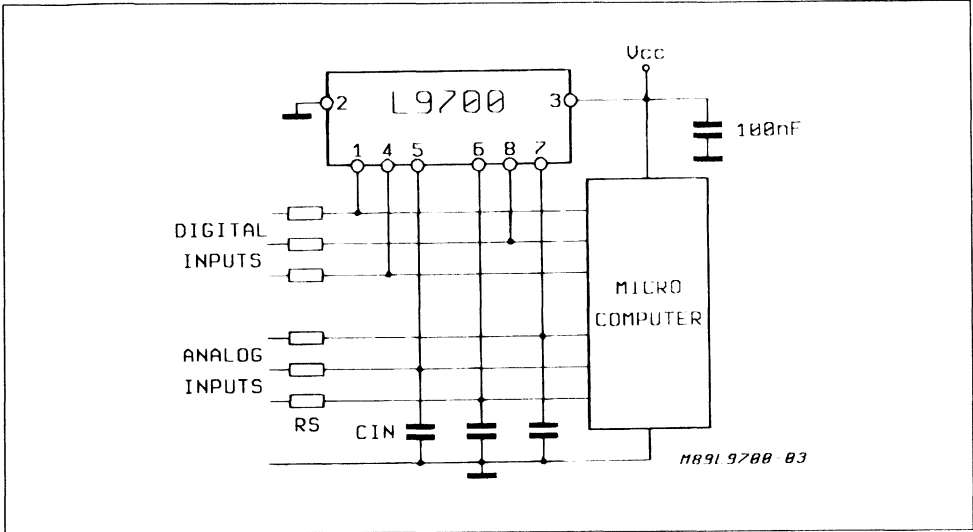 Vcc
L9700
2
3
100nF
1 4 5 6 8 7
DIGITAL
INPUTS
MICRO
COMPUTER
ANALOG
INPUTS
RS
CIN
M89L9700-03